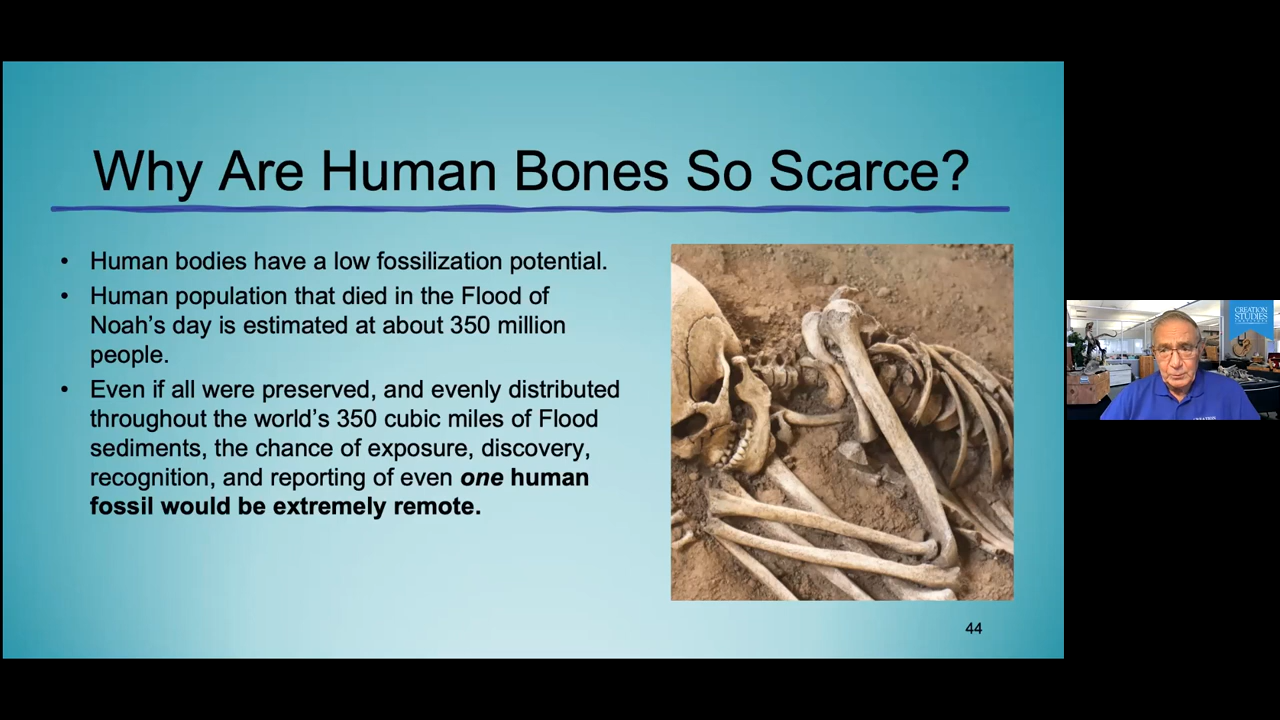 Why Are Human Bones So Scarce?
• Human bodies have a low fossilization potential.
• Human population that died in the Flood of
Noah's day is estimated at about 350 million
people.
• Even if all were preserved, and evenly distributed
throughout the world's 350 cubic miles of Flood
sediments, the chance of exposure, discovery,
recognition, and reporting of even one human
fossil would be extremely remote.
44
CREATION
STUDIES